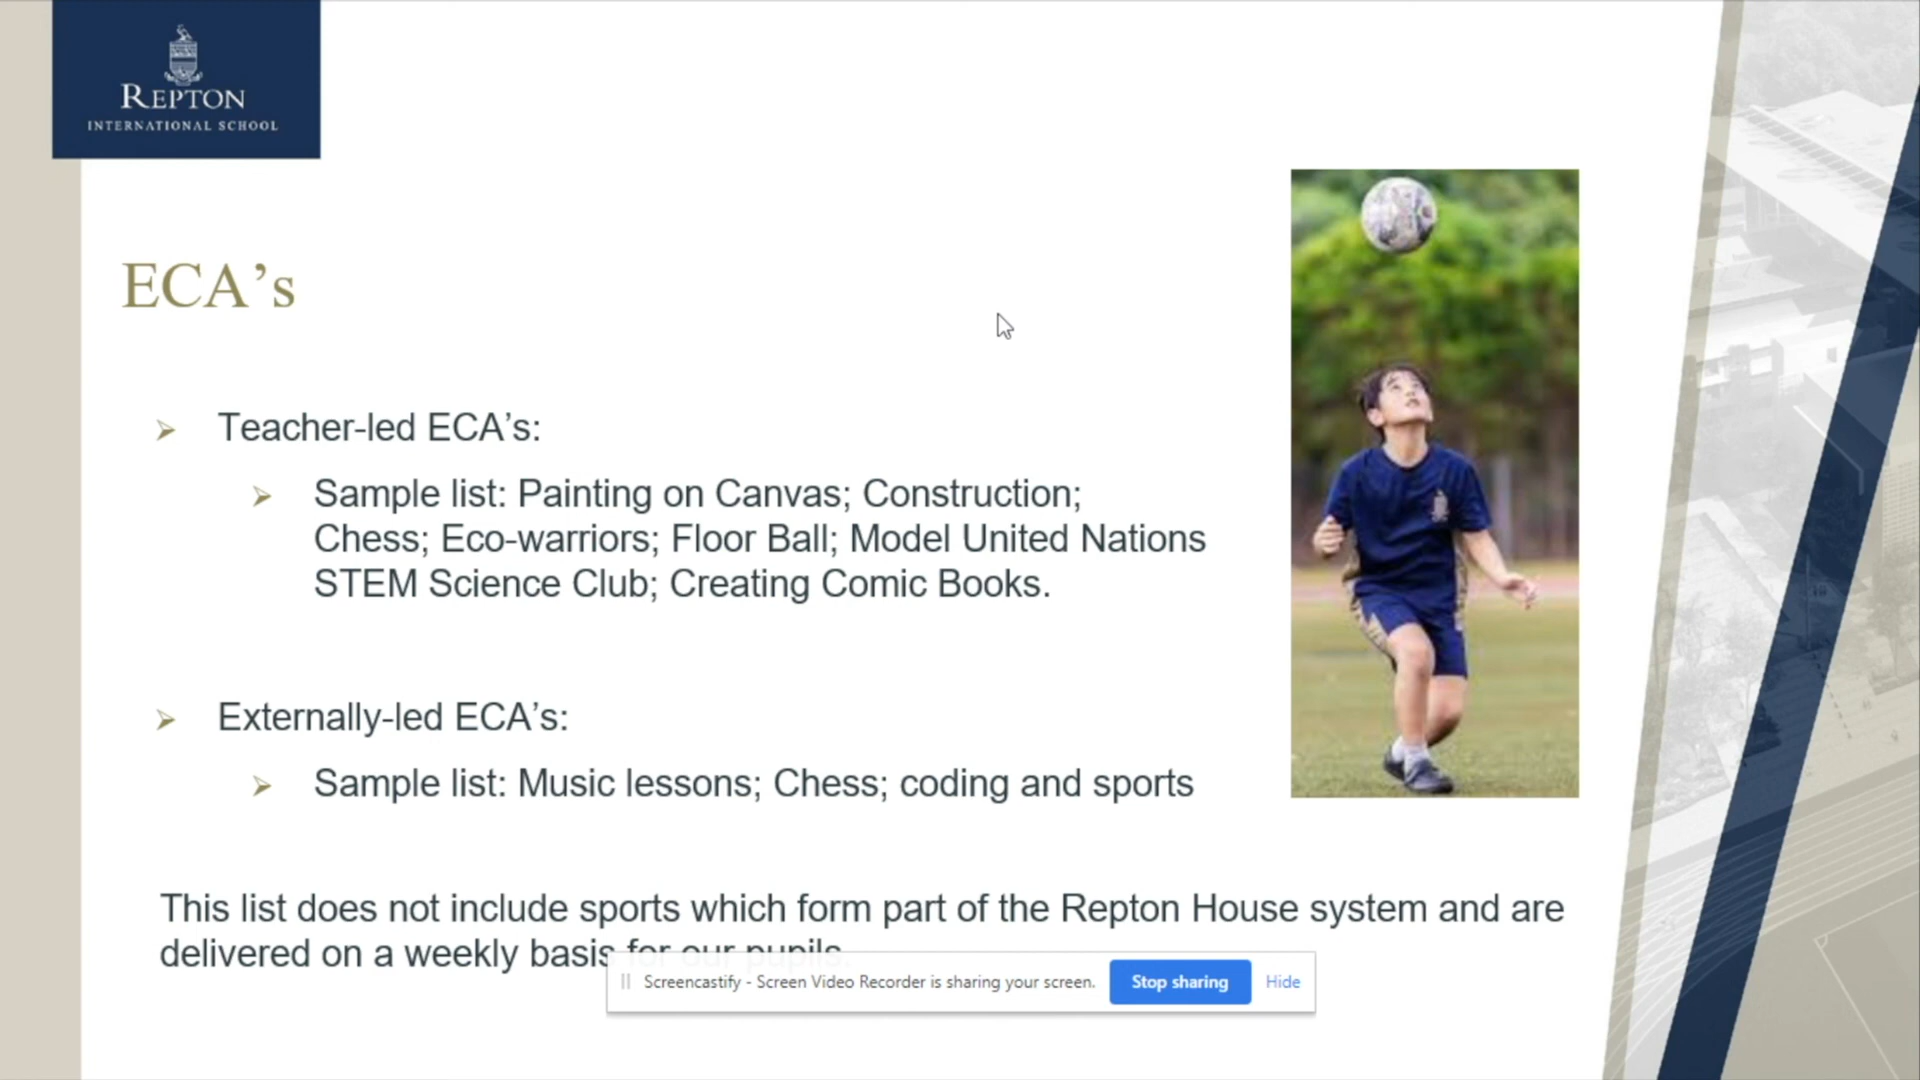 REPTON
INTERNATIONAL SCHOOL
ECA’s
Teacher-led ECA’s:
Sample list: Painting on Canvas; Construction;
Chess; Eco-warriors; Floor Ball; Model United Nations
STEM Science Club; Creating Comic Books.
Externally-led ECA’s:
Sample list: Music lessons; Chess; coding and sports
This list does not include sports which form part of the Repton House system and are
delivered on a weekly basis for our pupils.
Screencastify - Screen Video Recorder is sharing your screen.
Stop sharing
Hide